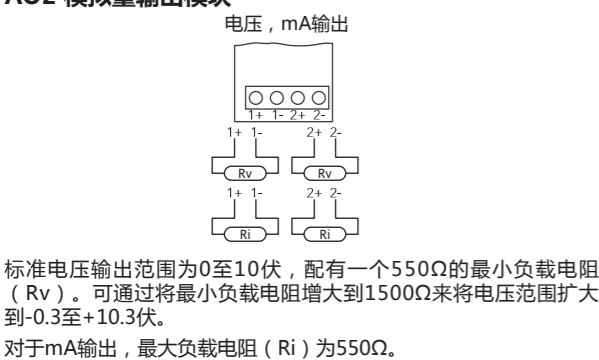 AO2 模拟量输出模块
电压，mA输出
1+ 1- 2+ 2-
1+ 1- 2+ 2-
Rv Rv
1+ 1- 2+ 2-
Ri Ri
标准电压输出范围为0至10伏，配有一个550Ω的最小负载电阻
（Rv）。可通过将最小负载电阻增大到1500Ω来将电压范围扩大
到-0.3至+10.3伏。
对于mA输出，最大负载电阻（Ri）为550Ω。